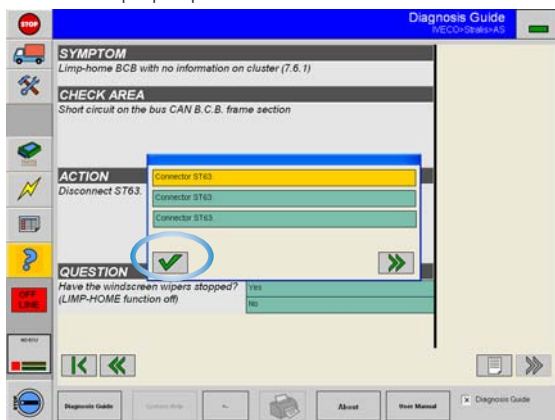 STOP
Diagnosis Guide
IVECO>Stralis>AS
SYMPTOM
Limp-home BCB with no information on cluster (7.6.1)
CHECK AREA
Short circuit on the bus CAN B.C.B. frame section
ACTION
Disconnect ST63.
Connector ST63
Connector ST63
Connector ST63
QUESTION
Have the windscreen wipers stopped?
(LIMP-HOME function off)
Yes
No
OFF
LINE
NO ECU
STOP
Diagnosis Guide
About
User Manual
x Diagnosis Guide